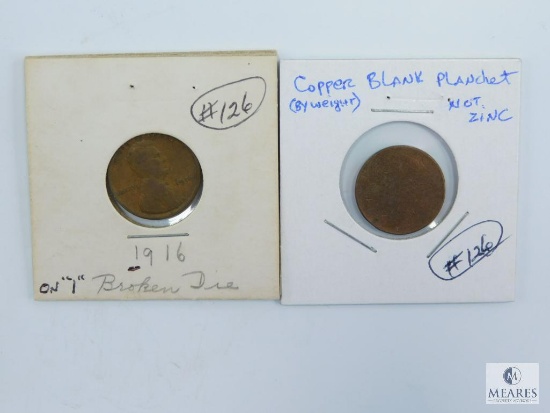 #126
1916
ON "1" Broken Die
Copper BLANK Planchet
(By weight) NOT
ZINC
#126
M
MEARES